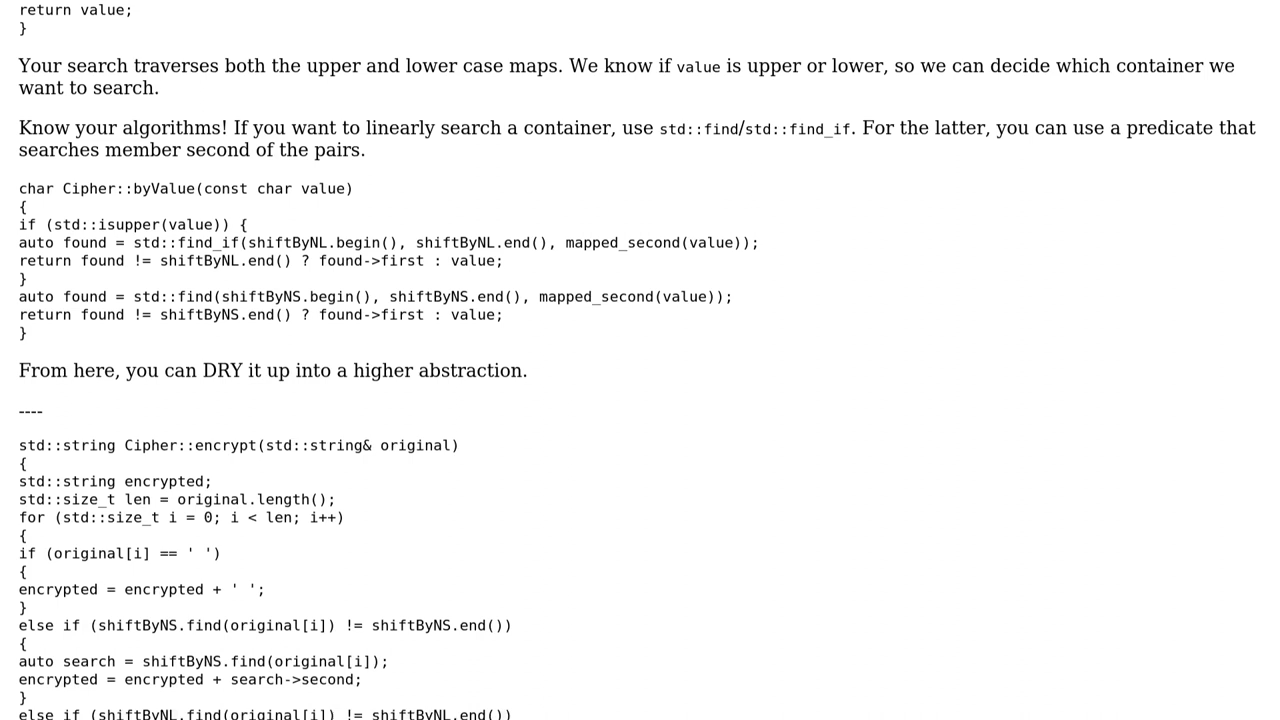 return value;
}
Your search traverses both the upper and lower case maps. We know if value is upper or lower, so we can decide which container we
want to search.
Know your algorithms! If you want to linearly search a container, use std::find/std::find_if. For the latter, you can use a predicate that
searches member second of the pairs.
char Cipher::byValue(const char value)
{
if (std::isupper(value)) {
auto found = std::find_if(shiftByNL.begin(), shiftByNL.end(), mapped_second(value));
return found != shiftByNL.end() ? found->first : value;
}
auto found = std::find(shiftByNS.begin(), shiftByNS.end(), mapped_second(value));
return found != shiftByNS.end() ? found->first : value;
}
From here, you can DRY it up into a higher abstraction.
----
std::string Cipher::encrypt(std::string& original)
{
std::string encrypted;
std::size_t len = original.length();
for (std::size_t i = 0; i < len; i++)
{
if (original[i] == ' ')
{
encrypted = encrypted + ' ';
}
else if (shiftByNS.find(original[i]) != shiftByNS.end())
{
auto search = shiftByNS.find(original[i]);
encrypted = encrypted + search->second;
}
else if (shiftByNL.find(original[i]) != shiftByNL.end())